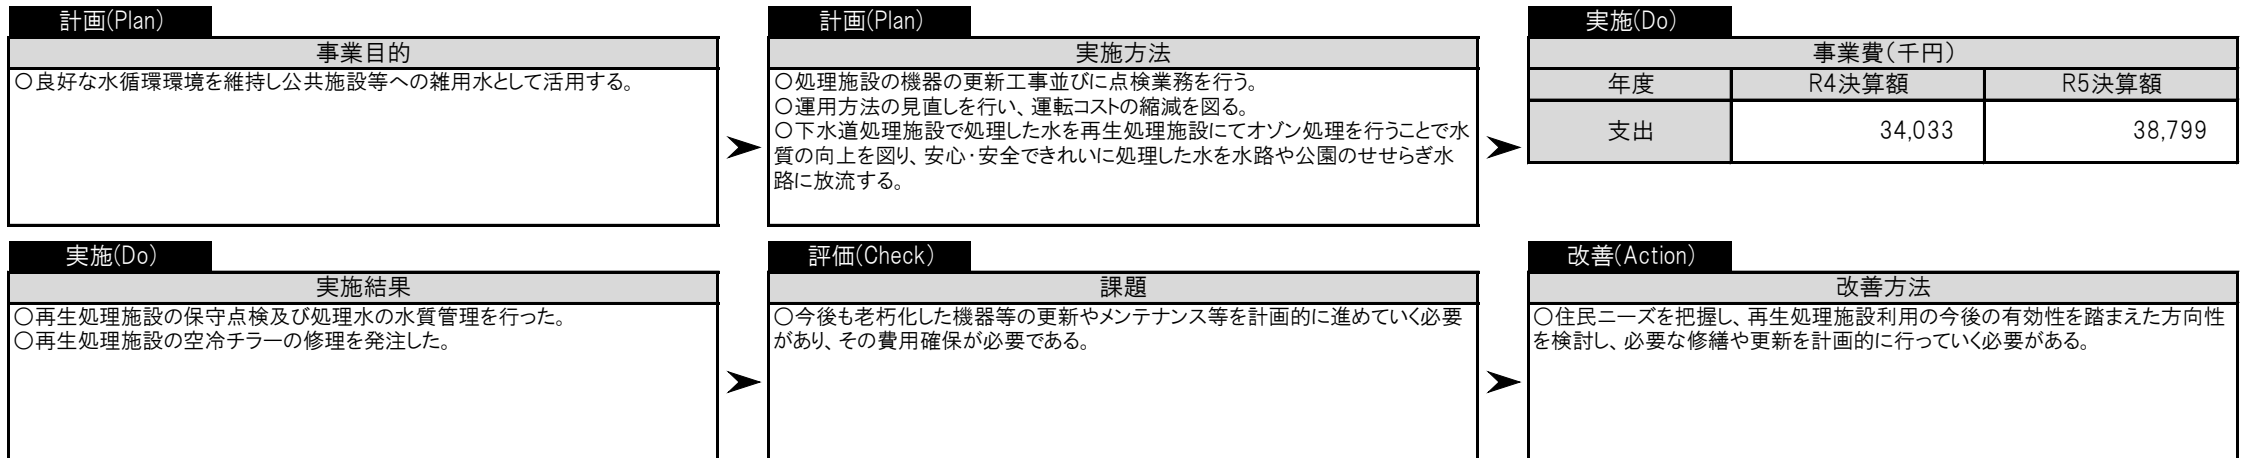 計画(Plan)
事業目的
○良好な水循環環境を維持し公共施設等への雑用水として活用する。
計画(Plan)
実施方法
○処理施設の機器の更新工事並びに点検業務を行う。
○運用方法の見直しを行い、運転コストの縮減を図る。
○下水道処理施設で処理した水を再生処理施設にてオゾン処理を行うことで水
質の向上を図り、安心・安全できれいに処理した水を水路や公園のせせらぎ水
路に放流する。
実施(Do)
事業費(千円)
年度 R4決算額 R5決算額
支出 34,033 38,799
実施(Do)
実施結果
○再生処理施設の保守点検及び処理水の水質管理を行った。
○再生処理施設の空冷チラーの修理を発注した。
評価(Check)
課題
○今後も老朽化した機器等の更新やメンテナンス等を計画的に進めていく必要
があり、その費用確保が必要である。
改善(Action)
改善方法
○住民ニーズを把握し、再生処理施設利用の今後の有効性を踏まえた方向性
を検討し、必要な修繕や更新を計画的に行っていく必要がある。